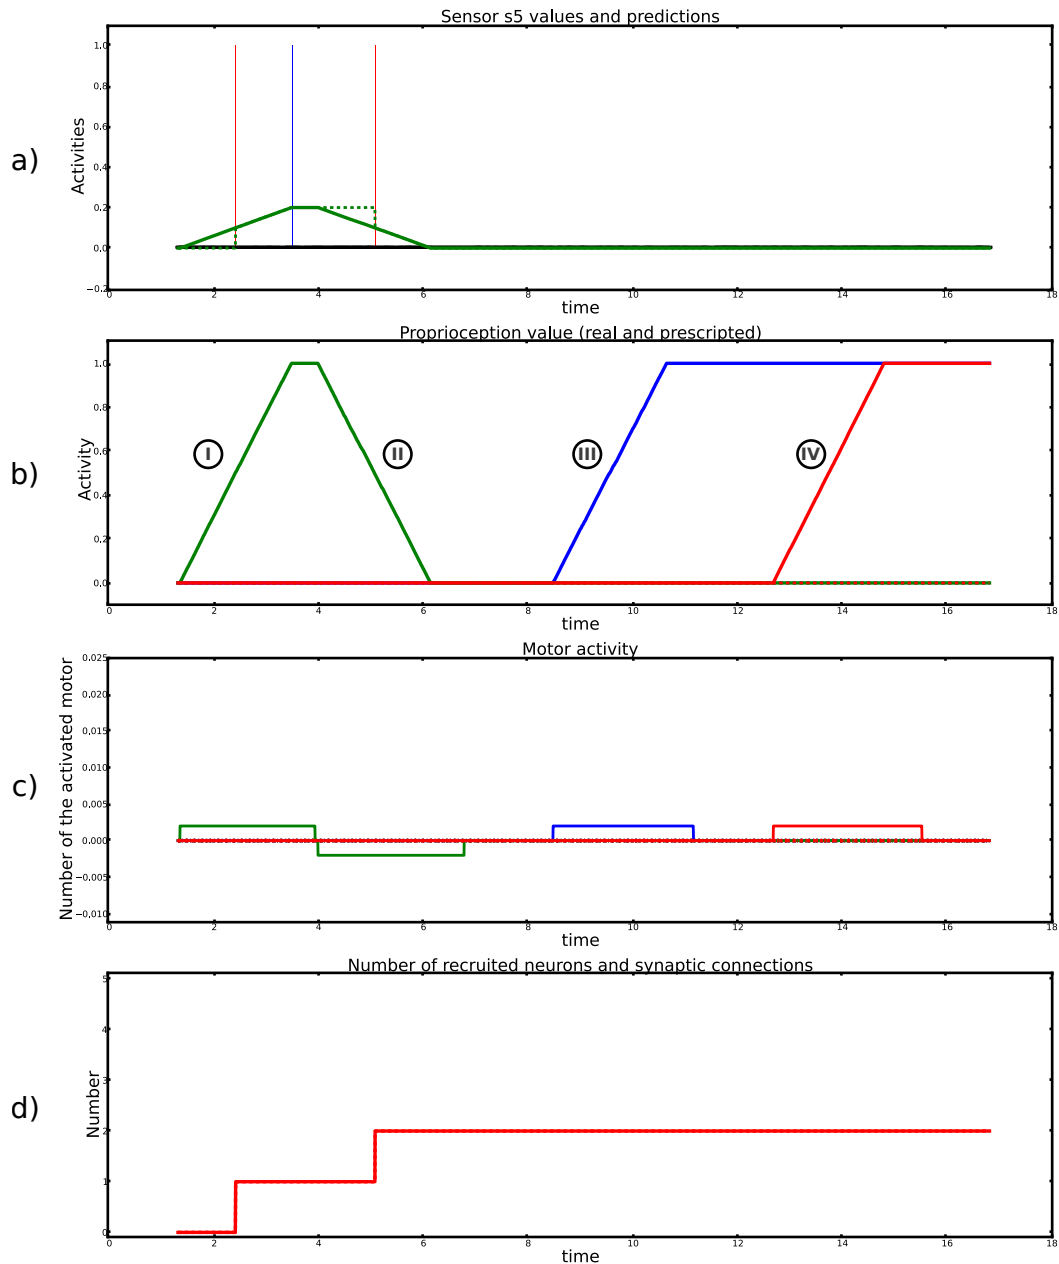 Sensor s5 values and predictions
a)
Activities
1.0
0.8
0.6
0.4
0.2
0.0
−0.2
0 2 4 6 8 10 12 14 16 18
time
Proprioception value (real and prescripted)
b)
Activity
1.0
0.8
0.6
0.4
0.2
0.0
I II III IV
0 2 4 6 8 10 12 14 16 18
time
Motor activity
c)
Number of the activated motor
0.025
0.020
0.015
0.010
0.005
0.000
−0.005
−0.010
0 2 4 6 8 10 12 14 16 18
time
Number of recruited neurons and synaptic connections
d)
Number
5
4
3
2
1
0
0 2 4 6 8 10 12 14 16 18
time